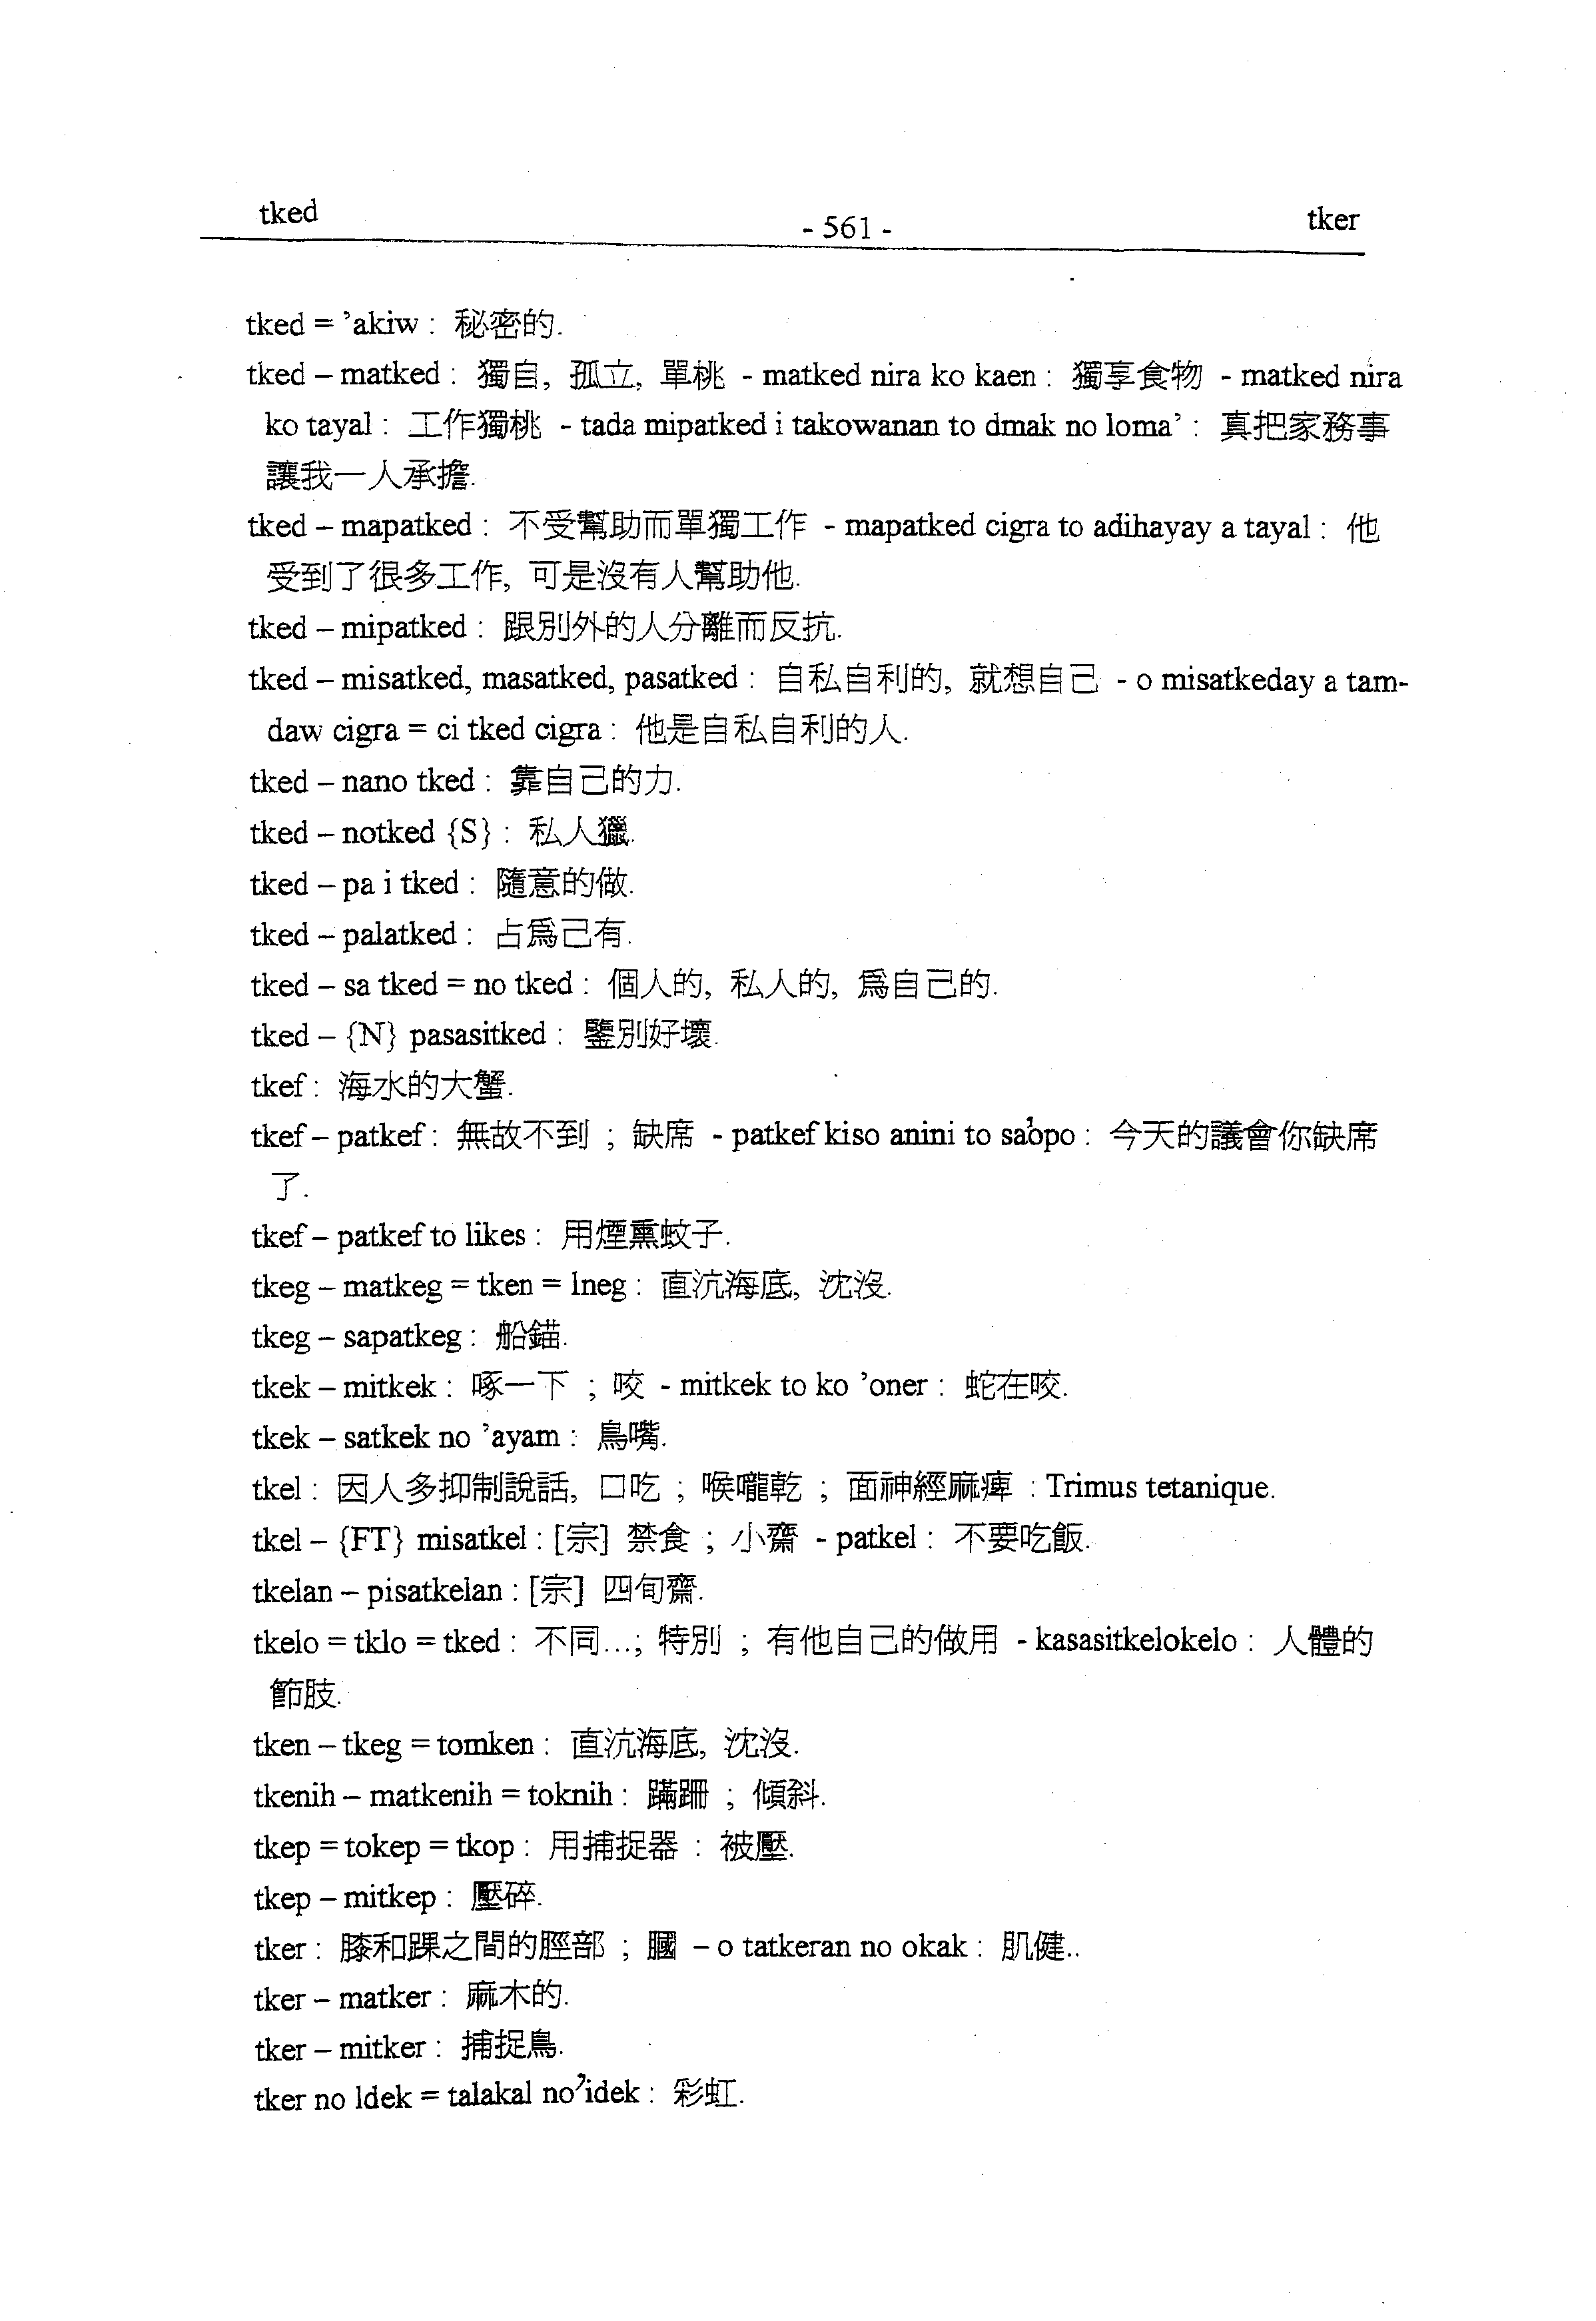 tked
- 561 -
tker
tked = ’akiw : 秘密的.
tked – matked : 獨自, 孤立, 單桃 - matked nira ko kaen : 獨享食物 - matked nira
ko tayal : 工作獨桃 - tada mipatked i takowanan to dmak no loma’ : 真把家務事
讓我一人承擔.
tked – mapatked : 不受幫助而單獨工作 - mapatked cigra to adihayay a tayal : 他
受到了很多工作, 可是沒有人幫助他.
tked – mipatked : 跟別外的人分離而反抗.
tked – misatked, masatked, pasatked : 自私自利的, 就想自己 - o misatkeday a tam-
daw cigra = ci tked cigra : 他是自私自利的人.
tked – nano tked : 靠自己的力.
tked – notked {S} : 私人獵.
tked – pa i tked : 隨意的做.
tked – palatked : 占爲己有.
tked – sa tked = no tked : 個人的, 私人的, 爲自己的.
tked – {N} pasasitked : 鑒別好壞.
tkef : 海水的大蟹.
tkef – patkef : 無故不到 ; 缺席 - patkef kiso anini to sa’opo : 今天的議會你缺席
了.
tkef – patkef to likes : 用煙熏蚊子.
tkeg – matkeg = tken = lneg : 直沆海底, 沈沒.
tkeg – sapatkeg : 船錨.
tkek – mitkek : 啄一下 ; 咬 - mitkek to ko ’oner : 蛇在咬.
tkek – satkek no ’ayam : 鳥嘴.
tkel : 因人多抑制說話, 口吃 ; 喉嚨乾 ; 面神經麻痺 : Trimus tetanique.
tkel – {FT} misatkel : [宗] 禁食 ; 小齋 - patkel : 不要吃飯.
tkelan – pisatkelan : [宗] 四旬齋.
tkelo = tklo = tked : 不同...; 特別 ; 有他自己的做用 - kasasitkelokelo : 人體的
節肢.
tken – tkeg = tomken : 直沆海底, 沈沒.
tkenih – matkenih = toknih : 蹣跚 ; 傾斜.
tkep = tokep = tkop : 用捕捉器 : 被壓.
tkep – mitkep : 壓碎.
tker : 膝和踝之間的脛部 ; 膕 – o tatkeran no okak : 肌健..
tker – matker : 麻木的.
tker – mitker : 捕捉鳥.
tker no ldek = talakal no’idek : 彩虹.